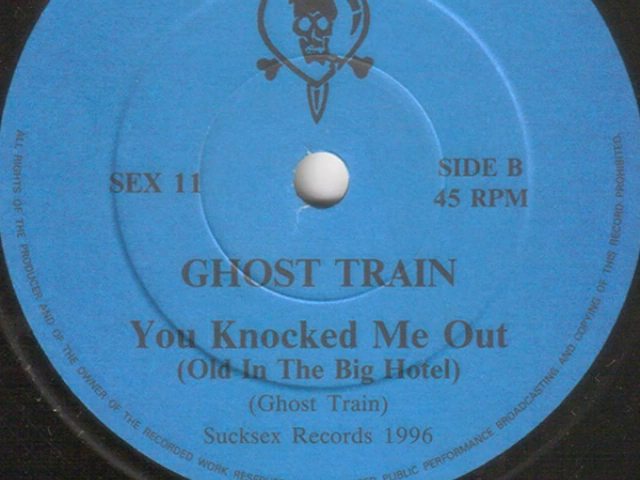 SEX 11
SIDE B
45 RPM
GHOST TRAIN
You Knocked Me Out
(Old In The Big Hotel)
(Ghost Train)
Sucksex Records 1996
ALL RIGHTS OF THE PRODUCER AND OF THE OWNER OF THE RECORDED WORK RESERVED PUBLIC PERFORMANCE BROADCASTING AND COPYING OF THIS RECORD PROHIBITED.